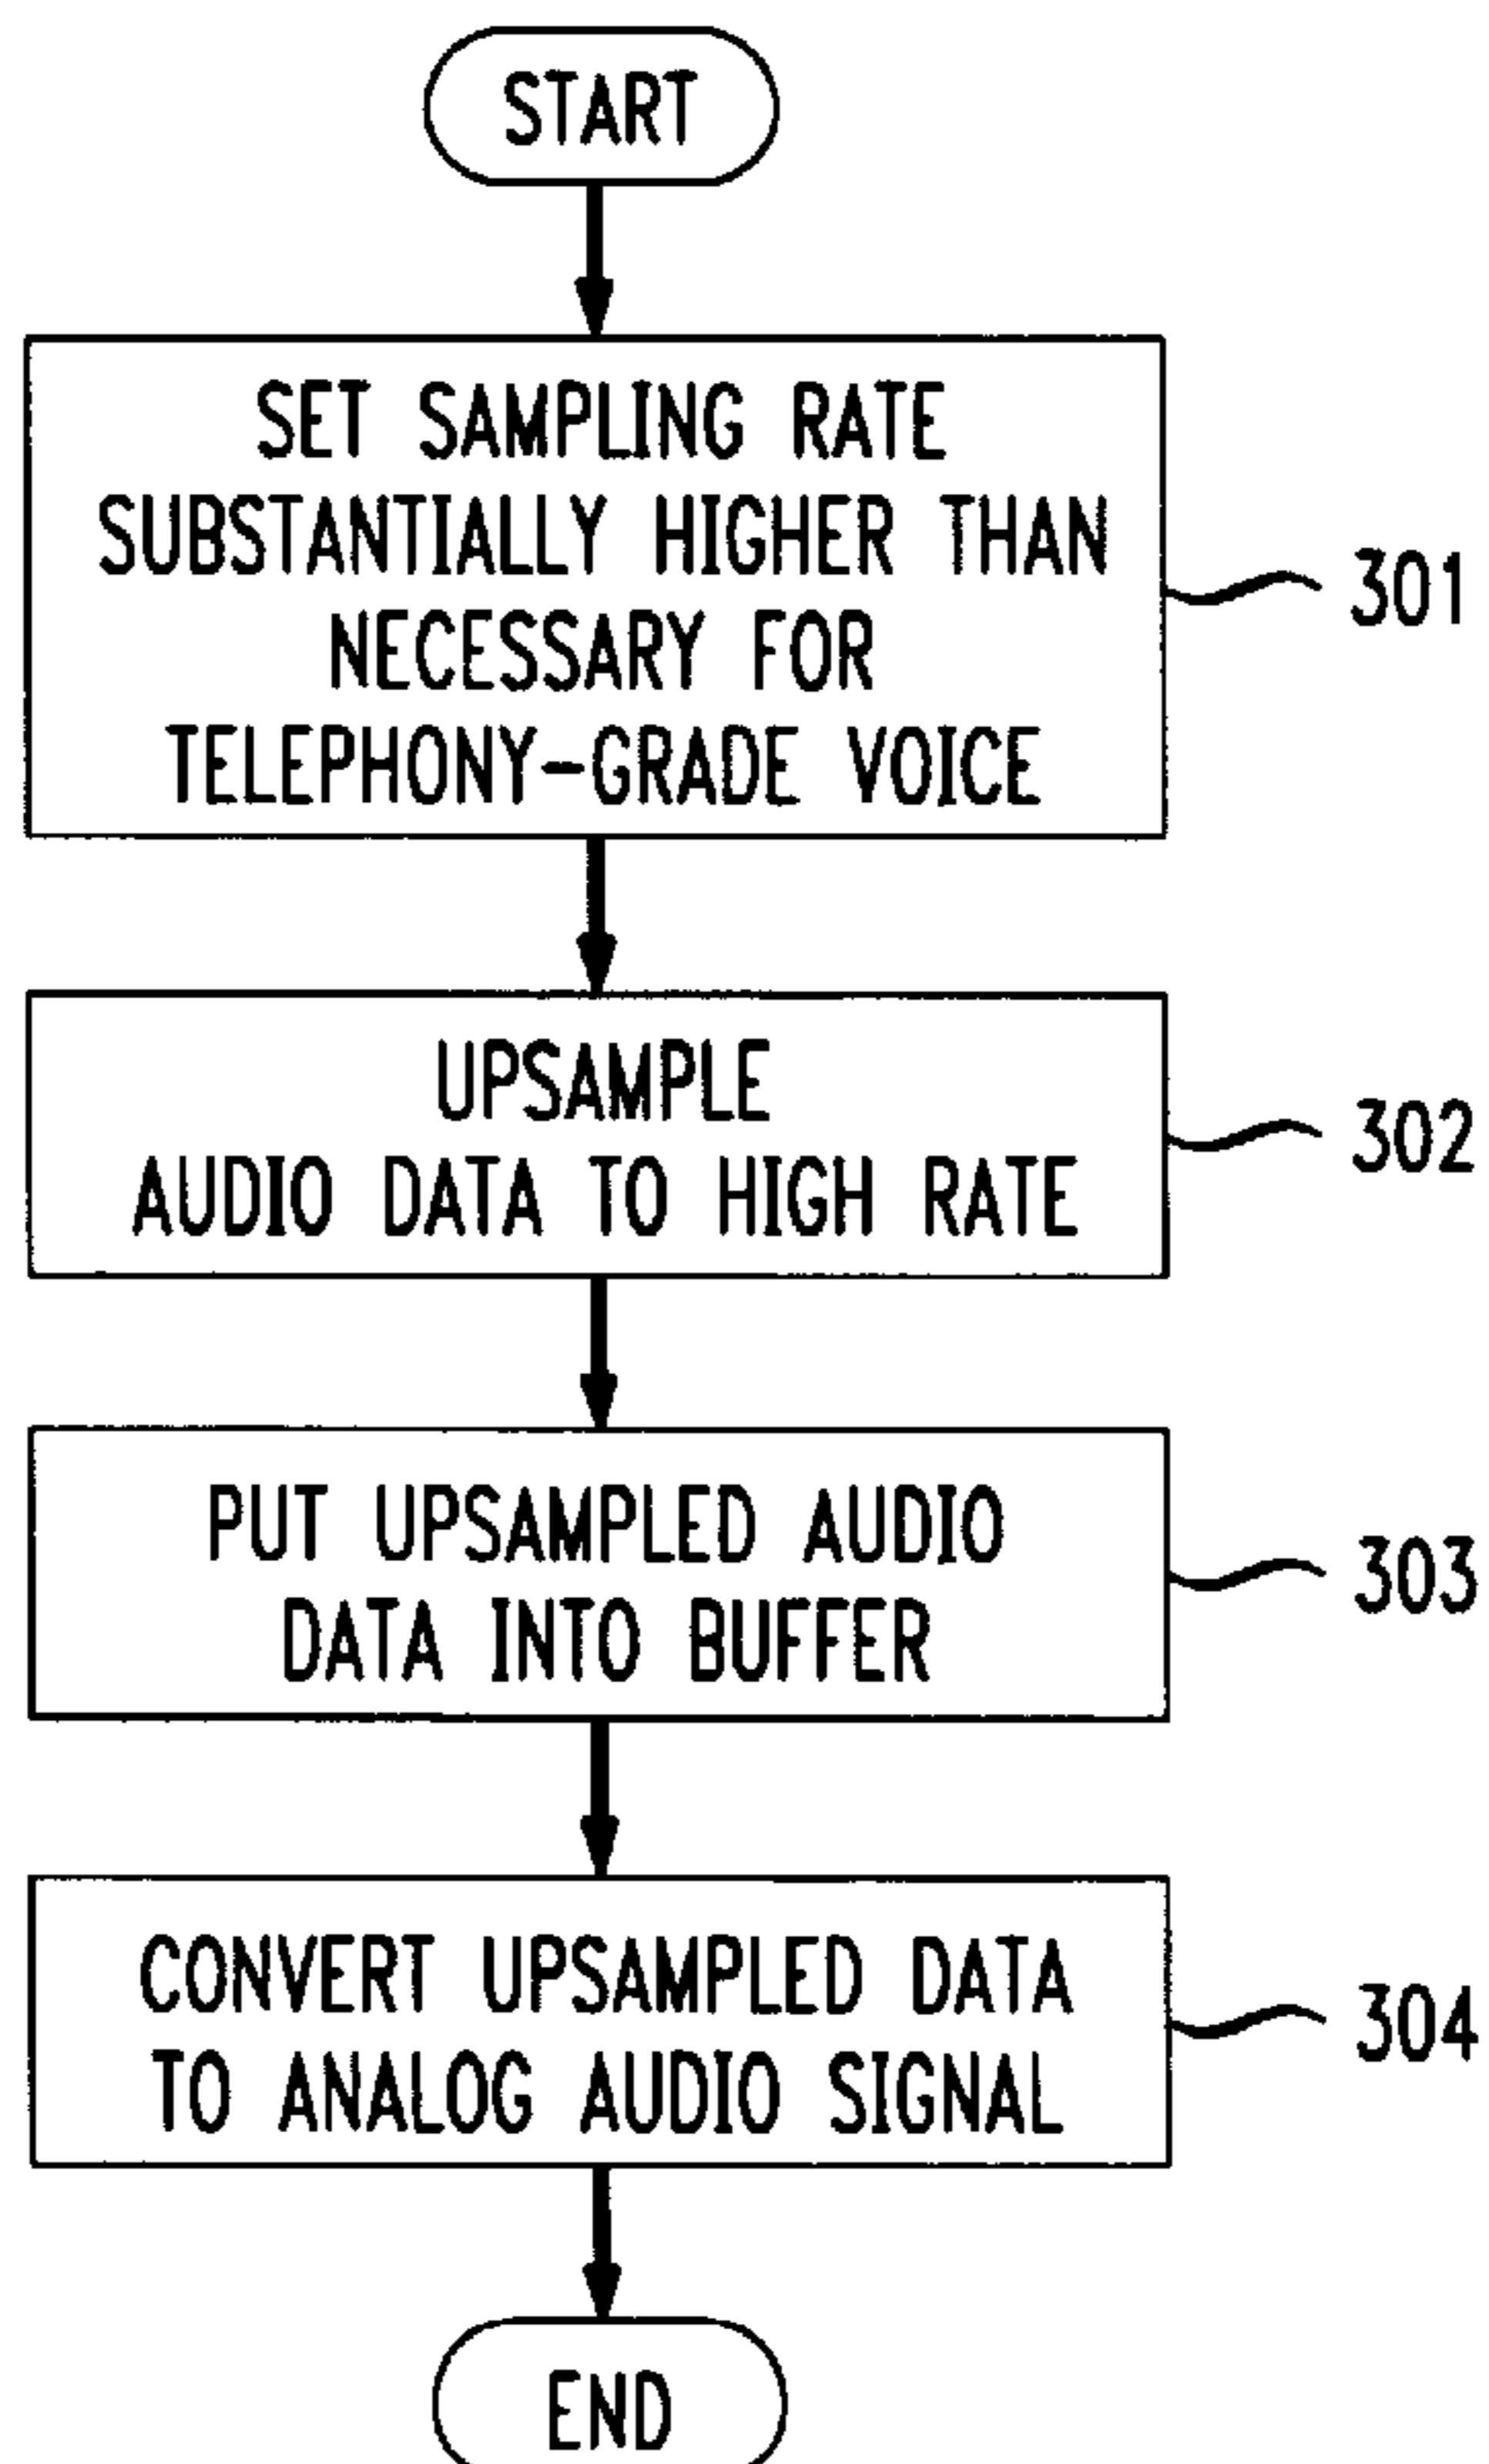 START
SET SAMPLING RATE
SUBSTANTIALLY HIGHER THAN
NECESSARY FOR
TELEPHONY-GRADE VOICE
301
UPSAMPLE
AUDIO DATA TO HIGH RATE
302
PUT UPSAMPLED AUDIO
DATA INTO BUFFER
303
CONVERT UPSAMPLED DATA
TO ANALOG AUDIO SIGNAL
304
END